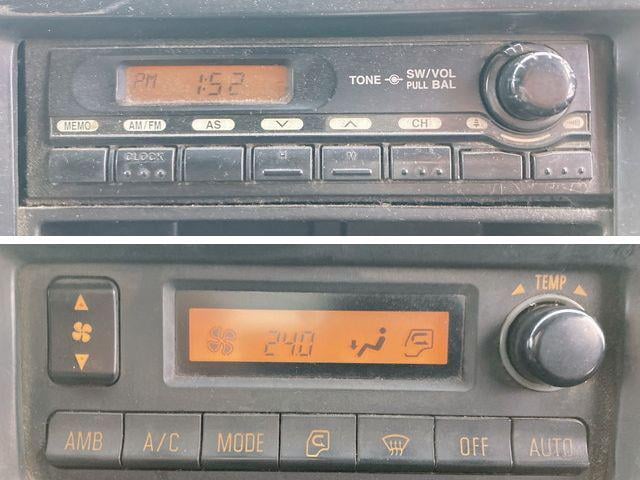 PM 1:52
TONE SW/VOL
PULL BAL
MEMO AM/FM AS CH
CLOCK H M
TEMP
24.0
AMB A/C MODE OFF AUTO